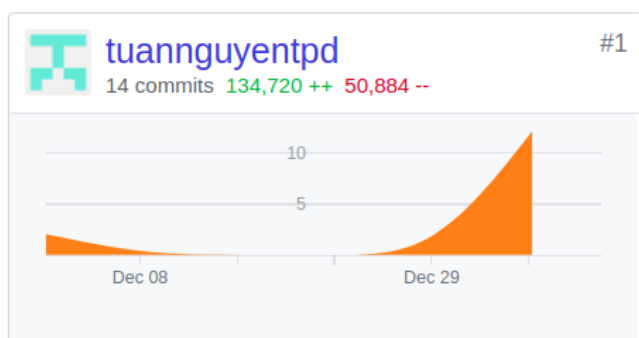 tuannguyentpd
#1
14 commits 134,720 ++ 50,884 --
10
5
Dec 08 Dec 29